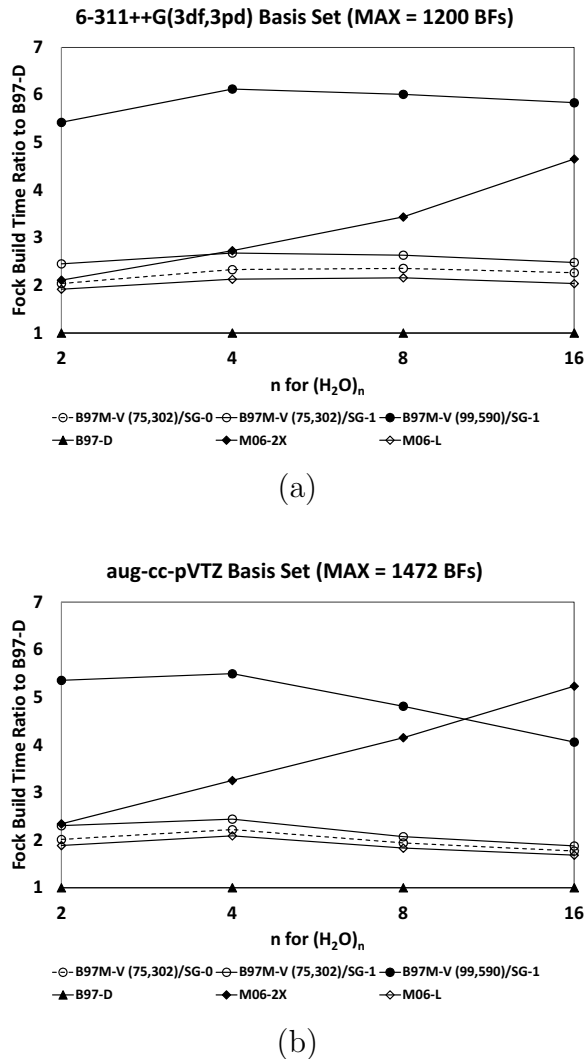 6-311++G(3df,3pd) Basis Set (MAX = 1200 BFs)
Fock Build Time Ratio to B97-D
7
6
5
4
3
2
1
2 4 8 16
n for (H₂O)ₙ
B97M-V (75,302)/SG-0 B97M-V (75,302)/SG-1 B97M-V (99,590)/SG-1
B97-D M06-2X M06-L
(a)
aug-cc-pVTZ Basis Set (MAX = 1472 BFs)
Fock Build Time Ratio to B97-D
7
6
5
4
3
2
1
2 4 8 16
n for (H₂O)ₙ
B97M-V (75,302)/SG-0 B97M-V (75,302)/SG-1 B97M-V (99,590)/SG-1
B97-D M06-2X M06-L
(b)